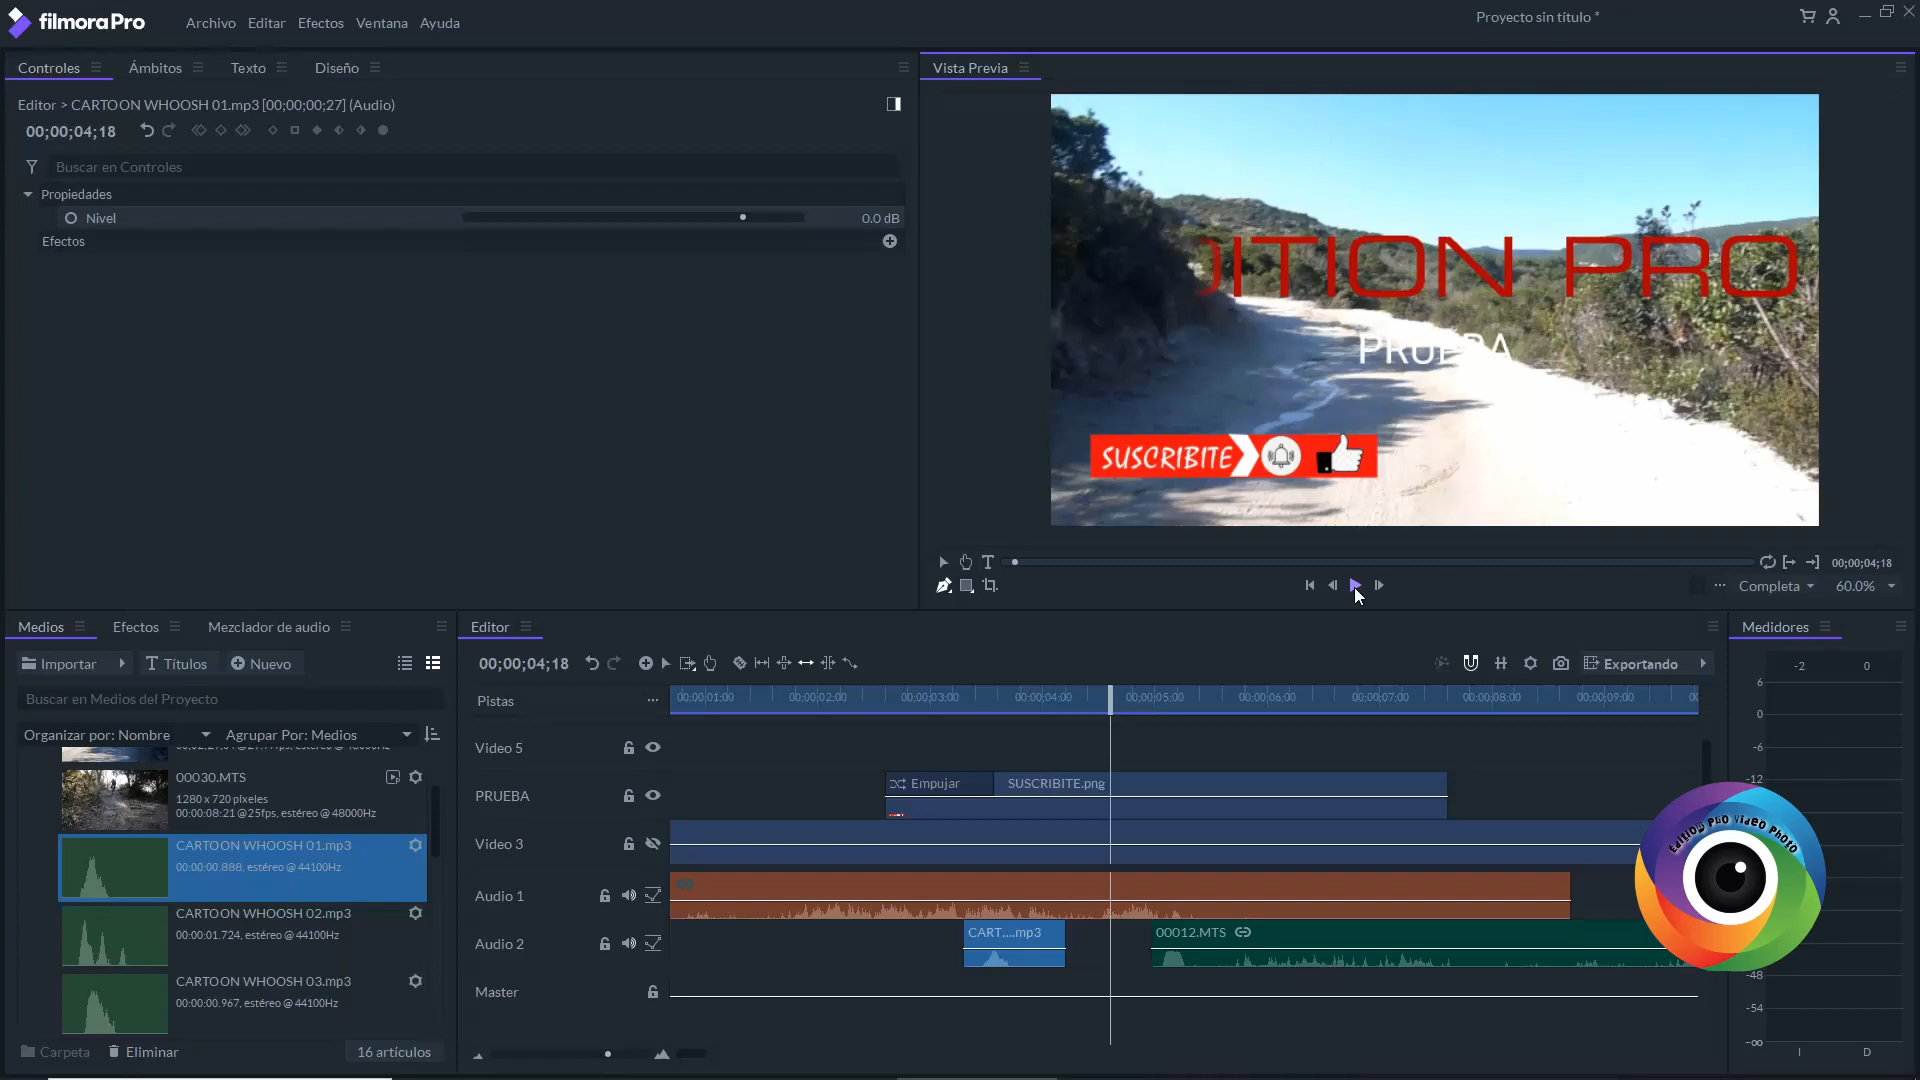 filmoraPro
Archivo Editar Efectos Ventana Ayuda
Proyecto sin título *
Controles Ámbitos Texto Diseño
Vista Previa
Editor > CARTOON WHOOSH 01.mp3 [00;00;00;27] (Audio)
00;00;04;18
Buscar en Controles
Propiedades
Nivel 0.0 dB
Efectos
DITION PRO
PRUEBA
SUSCRIBITE
00;00;04;18
Completa 60.0%
Medios Efectos Mezclador de audio
Importar Títulos Nuevo
Buscar en Medios del Proyecto
Organizar por: Nombre Agrupar Por: Medios
00030.MTS
1280 x 720 píxeles
00:00:08:21 @25fps, estéreo @ 48000Hz
CARTOON WHOOSH 01.mp3
00:00:00.888, estéreo @ 44100Hz
CARTOON WHOOSH 02.mp3
00:00:01.724, estéreo @ 44100Hz
CARTOON WHOOSH 03.mp3
00:00:00.967, estéreo @ 44100Hz
Carpeta Eliminar 16 artículos
Editor
00;00;04;18 Exportando
Pistas 00;00;01;00 00;00;02;00 00;00;03;00 00;00;04;00 00;00;05;00 00;00;06;00 00;00;07;00 00;00;08;00 00;00;09;00 00
Video 5
PRUEBA Empujar SUSCRIBITE.png
Video 3
Audio 1
Audio 2 CART....mp3 00012.MTS
Master
Medidores
-2 0
6
0
-6
-12
-48
-54
-∞
I D
Edition Pro Video Photo